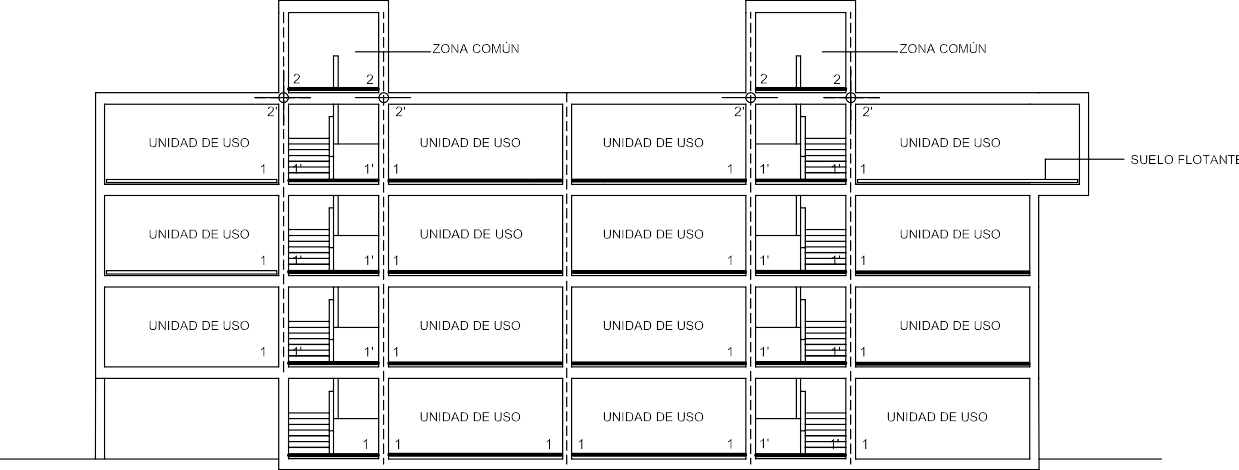 ZONA COMÚN ZONA COMÚN
2 2 2 2
2' 2' 2' 2'
UNIDAD DE USO UNIDAD DE USO UNIDAD DE USO UNIDAD DE USO
SUELO FLOTANTE
1 1' 1' 1 1 1' 1' 1
UNIDAD DE USO UNIDAD DE USO UNIDAD DE USO UNIDAD DE USO
1 1' 1' 1 1 1' 1' 1
UNIDAD DE USO UNIDAD DE USO UNIDAD DE USO UNIDAD DE USO
1 1' 1' 1 1 1' 1' 1
UNIDAD DE USO UNIDAD DE USO UNIDAD DE USO
1 1 1 1 1 1' 1' 1